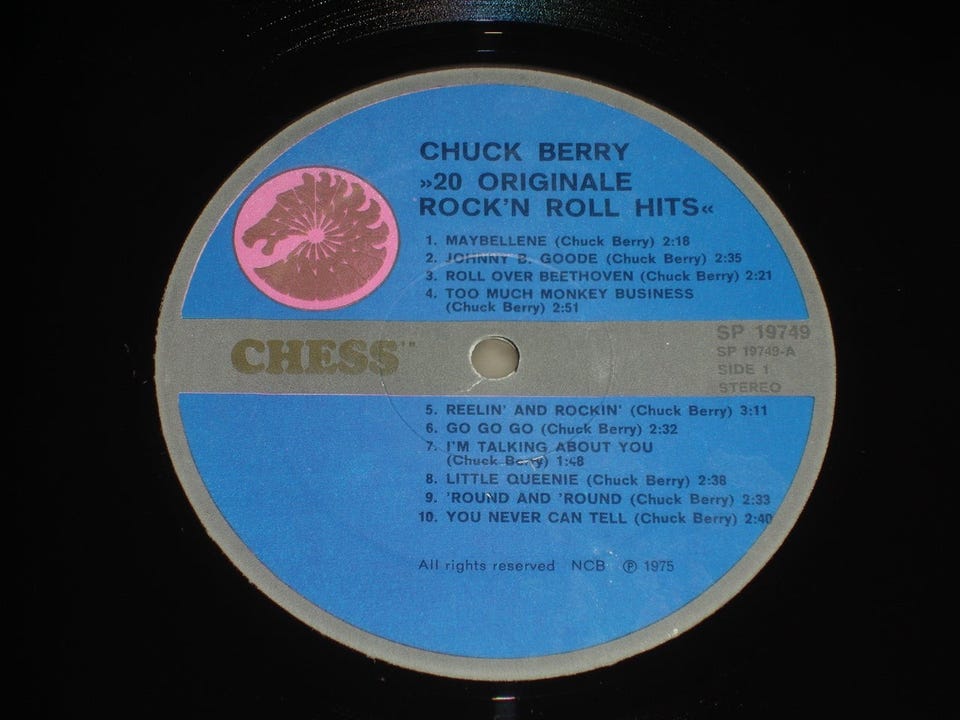 CHUCK BERRY
»20 ORIGINALE
ROCK'N ROLL HITS«
1. MAYBELLENE (Chuck Berry) 2:18
2. JOHNNY B. GOODE (Chuck Berry) 2:35
3. ROLL OVER BEETHOVEN (Chuck Berry) 2:21
4. TOO MUCH MONKEY BUSINESS
(Chuck Berry) 2:51
CHESS™
SP 19749
SP 19749-A
SIDE 1
STEREO
5. REELIN' AND ROCKIN' (Chuck Berry) 3:11
6. GO GO GO (Chuck Berry) 2:32
7. I'M TALKING ABOUT YOU
(Chuck Berry) 1:48
8. LITTLE QUEENIE (Chuck Berry) 2:38
9. 'ROUND AND 'ROUND (Chuck Berry) 2:33
10. YOU NEVER CAN TELL (Chuck Berry) 2:40
All rights reserved NCB ℗ 1975